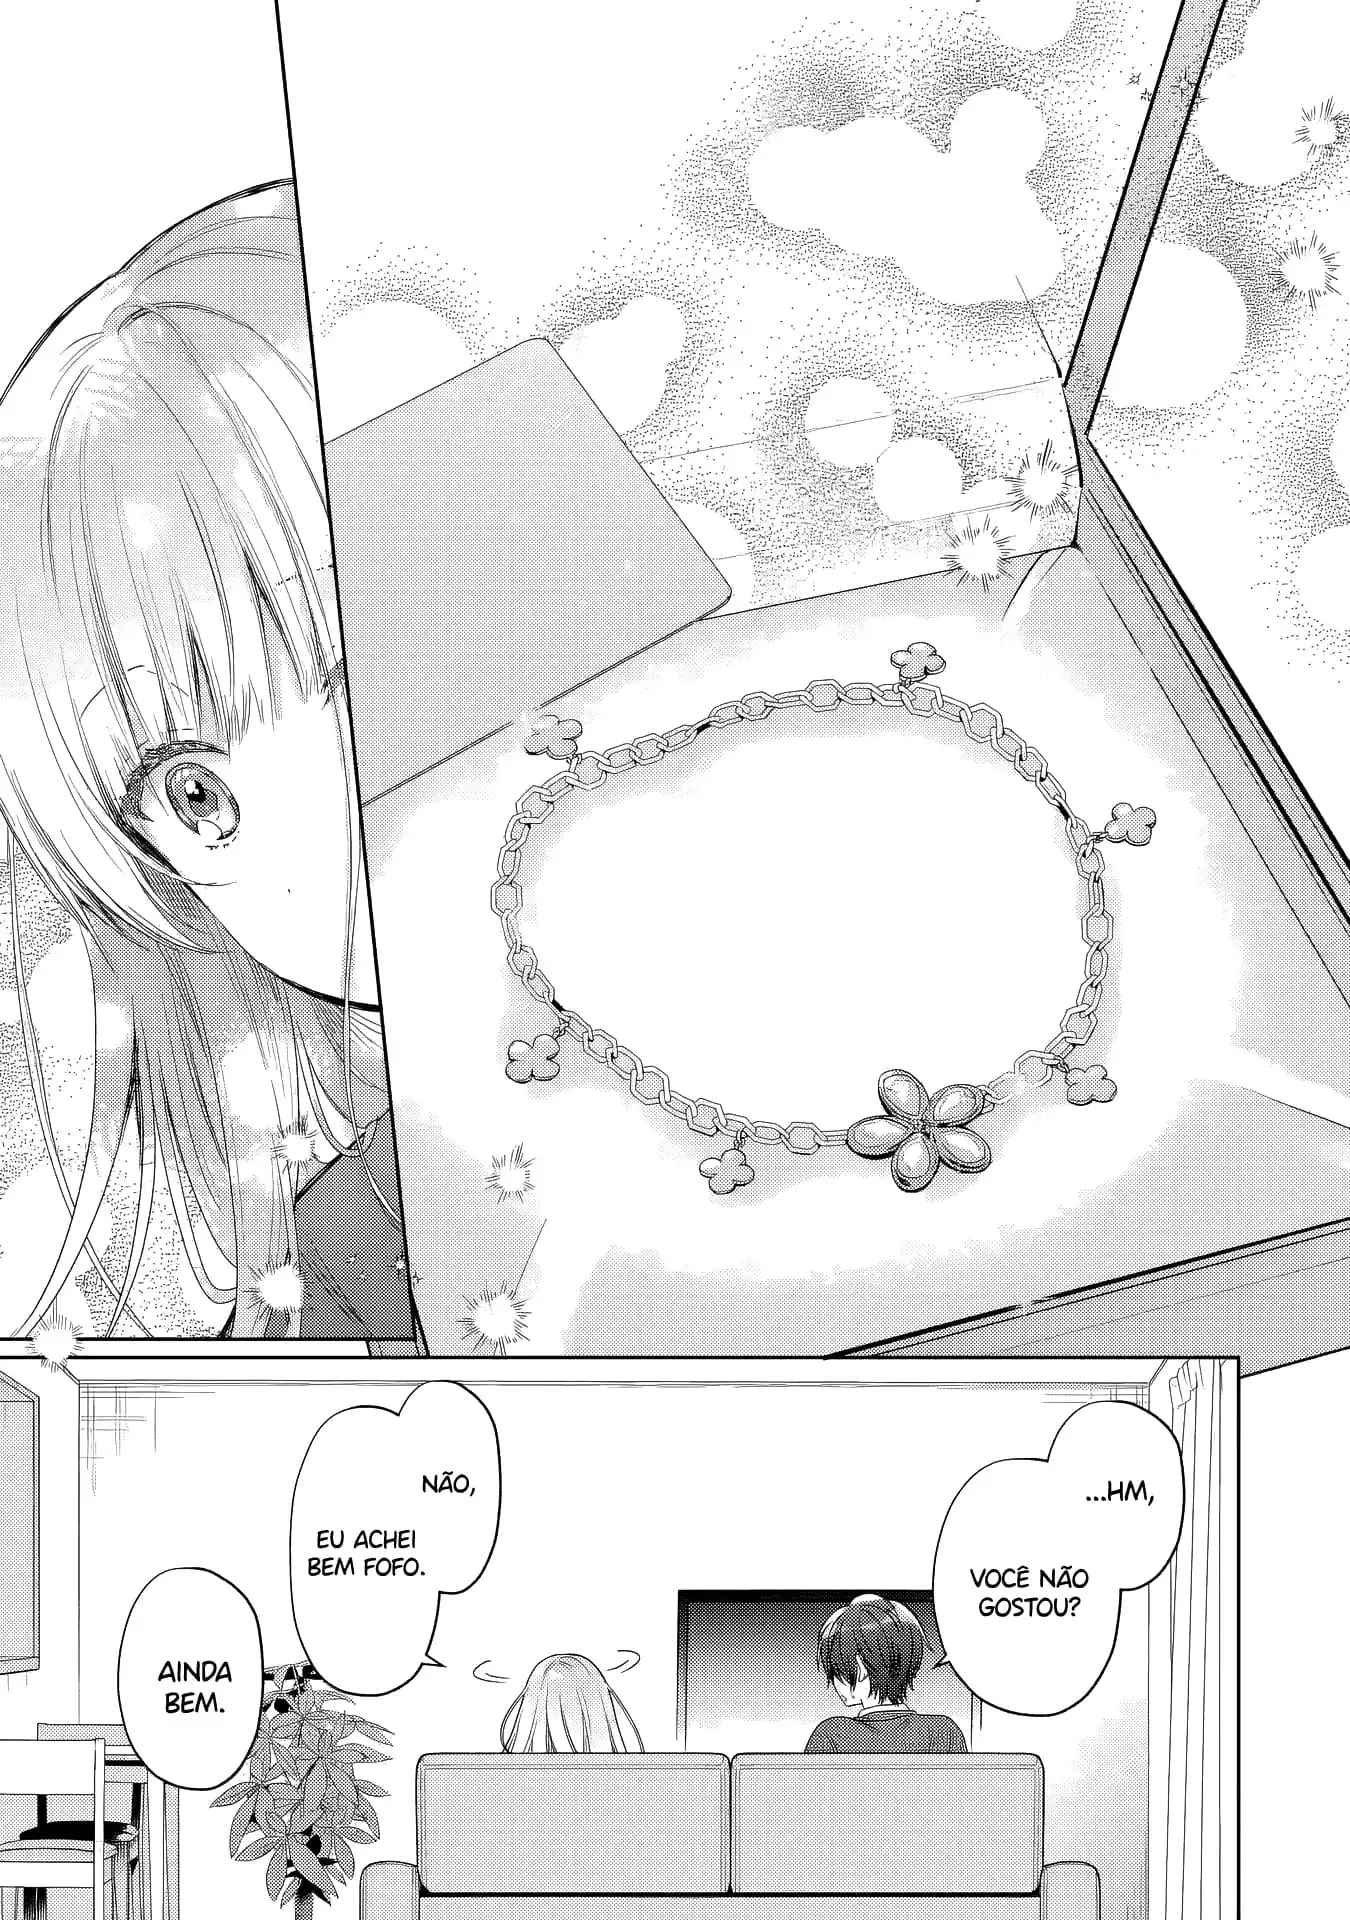 ...HM,
VOCÊ NÃO
GOSTOU?
NÃO,
EU ACHEI
BEM FOFO.
AINDA
BEM.